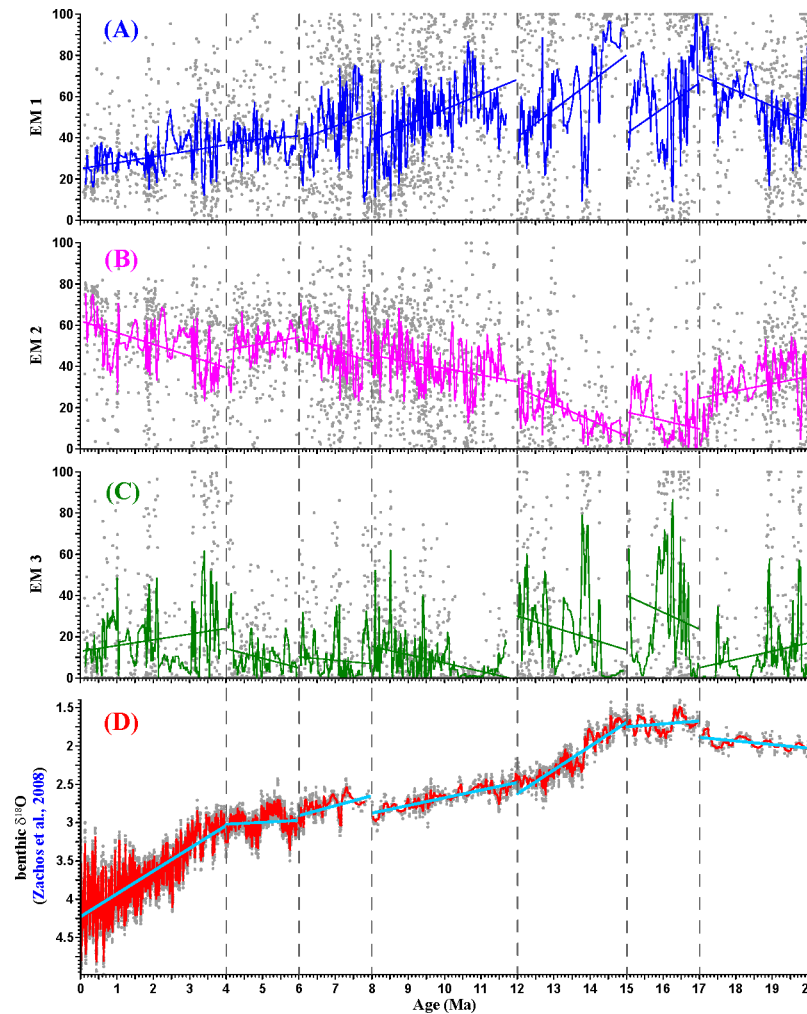 (A)
EM 1
100
80
60
40
20
0
(B)
EM 2
100
80
60
40
20
0
(C)
EM 3
100
80
60
40
20
0
(D)
benthic δ¹⁸O
(Zachos et al., 2008)
1.5
2
2.5
3
3.5
4
4.5
0 1 2 3 4 5 6 7 8 9 10 11 12 13 14 15 16 17 18 19 2
Age (Ma)